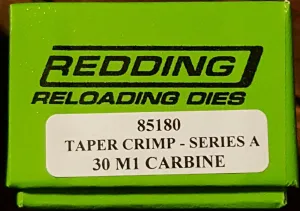 REDDING
RELOADING DIES
85180
TAPER CRIMP - SERIES A
30 M1 CARBINE